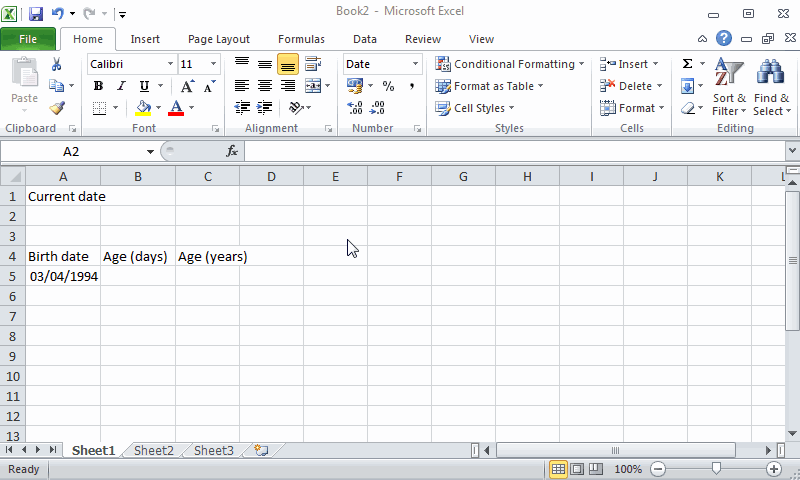 Book2 - Microsoft Excel
File Home Insert Page Layout Formulas Data Review View
Calibri 11 Date Conditional Formatting Insert Σ
Paste B I U A A $ % , Format as Table Delete Sort & Filter Find & Select
A .00 .0 Cell Styles Format
Clipboard Font Alignment Number Styles Cells Editing
A2 fx
A B C D E F G H I J K L
1 Current date
2
3
4 Birth date Age (days) Age (years)
5 03/04/1994
6
7
8
9
10
11
12
13
Sheet1 Sheet2 Sheet3
Ready 100%